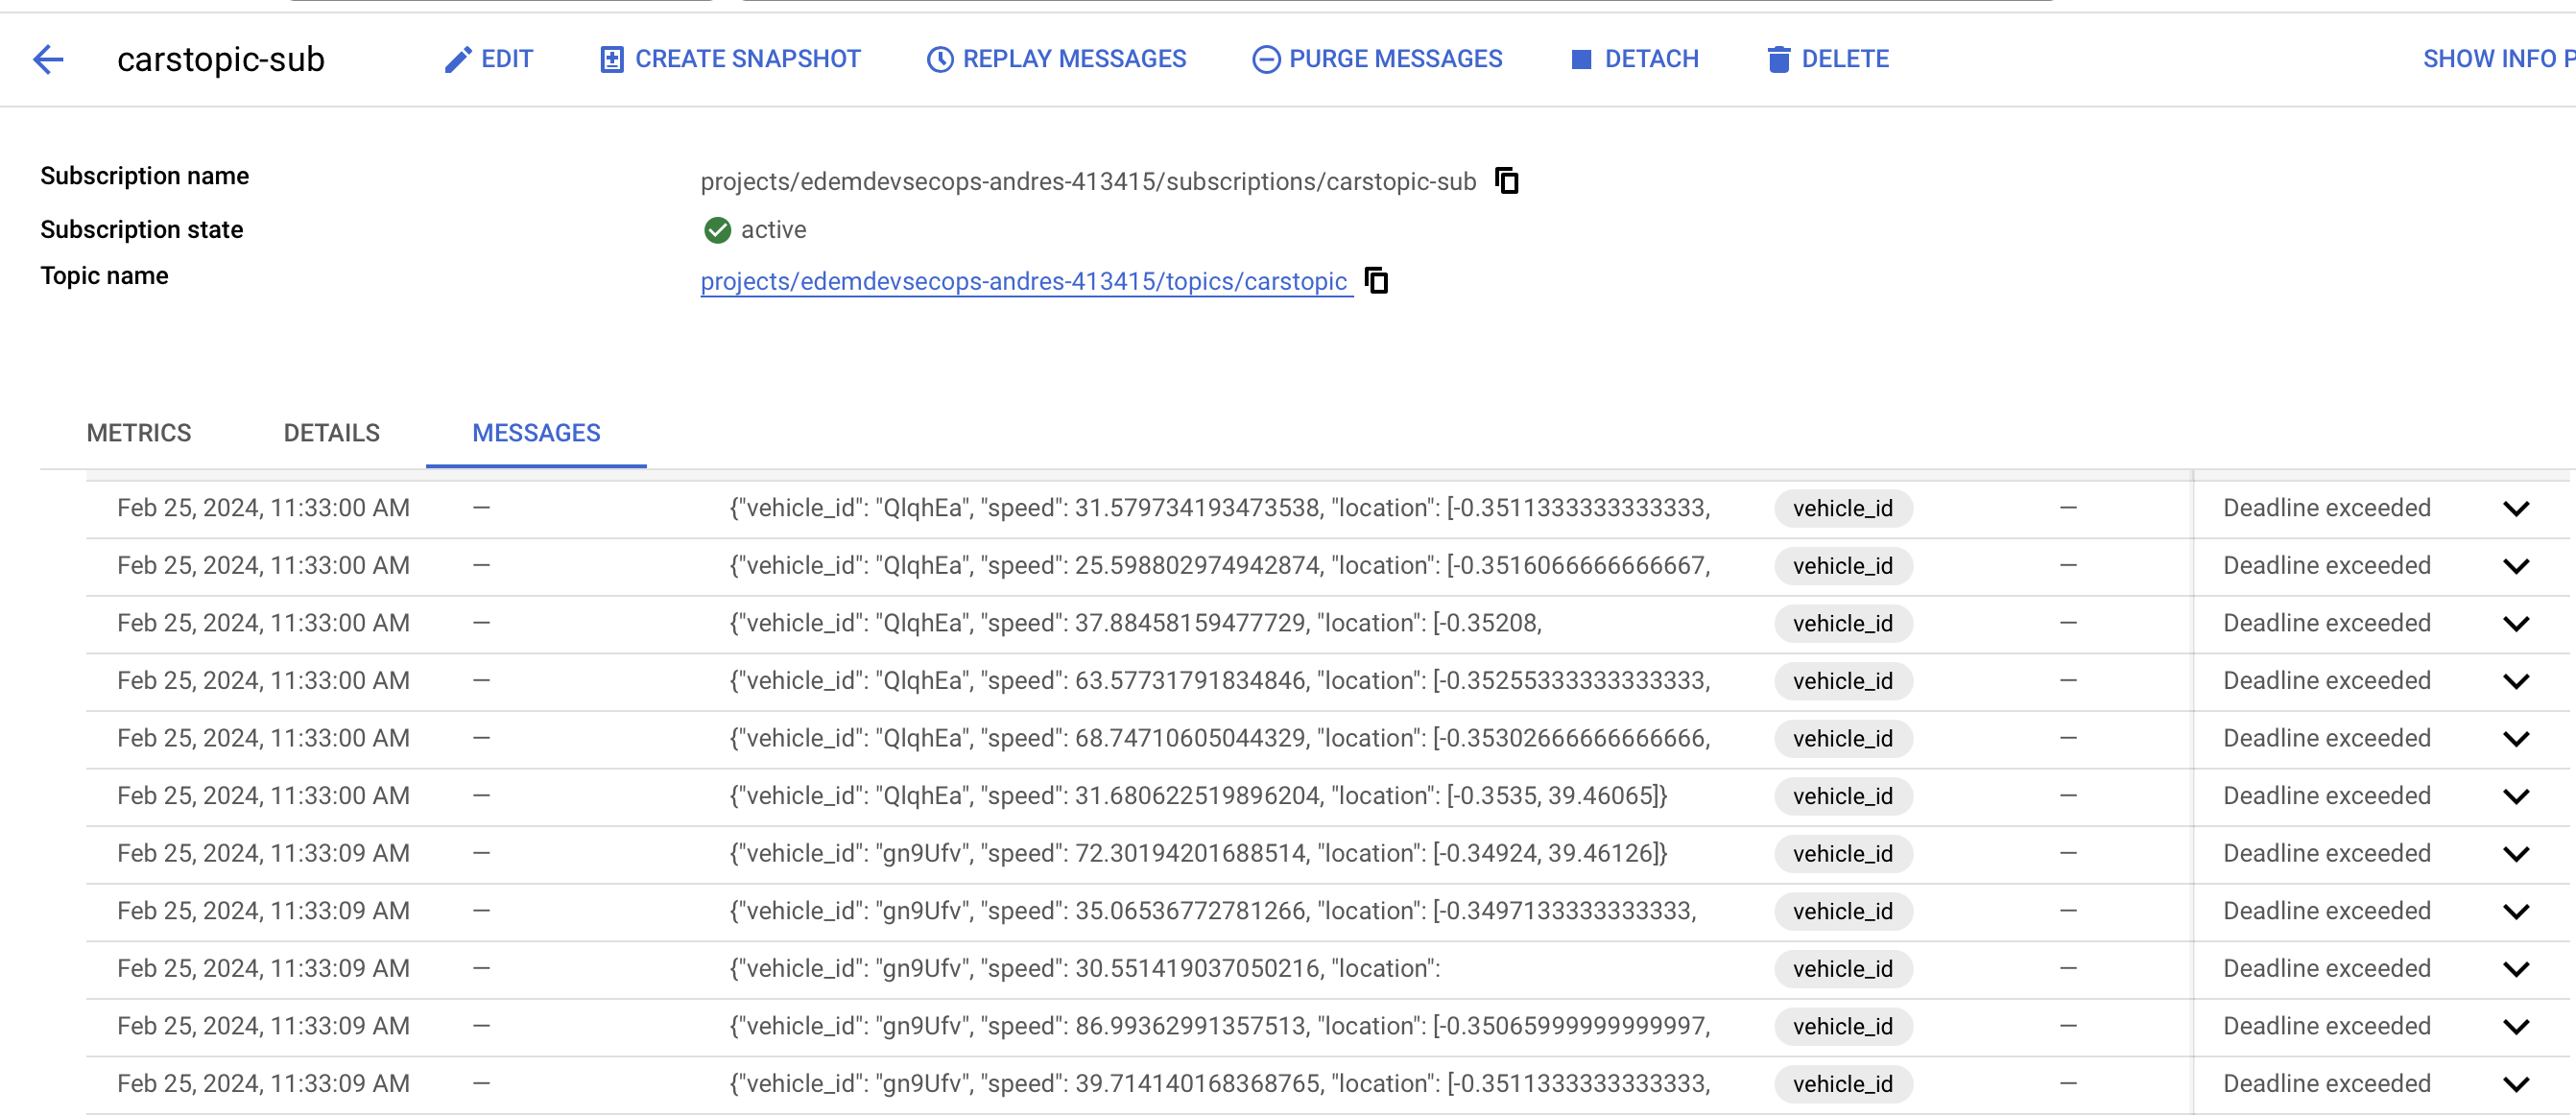 carstopic-sub EDIT CREATE SNAPSHOT REPLAY MESSAGES PURGE MESSAGES DETACH DELETE SHOW INFO P
Subscription name projects/edemdevsecops-andres-413415/subscriptions/carstopic-sub
Subscription state active
Topic name projects/edemdevsecops-andres-413415/topics/carstopic
METRICS DETAILS MESSAGES
Feb 25, 2024, 11:33:00 AM — {"vehicle_id": "QlqhEa", "speed": 31.579734193473538, "location": [-0.3511333333333333, vehicle_id — Deadline exceeded
Feb 25, 2024, 11:33:00 AM — {"vehicle_id": "QlqhEa", "speed": 25.598802974942874, "location": [-0.3516066666666667, vehicle_id — Deadline exceeded
Feb 25, 2024, 11:33:00 AM — {"vehicle_id": "QlqhEa", "speed": 37.88458159477729, "location": [-0.35208, vehicle_id — Deadline exceeded
Feb 25, 2024, 11:33:00 AM — {"vehicle_id": "QlqhEa", "speed": 63.57731791834846, "location": [-0.35255333333333333, vehicle_id — Deadline exceeded
Feb 25, 2024, 11:33:00 AM — {"vehicle_id": "QlqhEa", "speed": 68.74710605044329, "location": [-0.35302666666666666, vehicle_id — Deadline exceeded
Feb 25, 2024, 11:33:00 AM — {"vehicle_id": "QlqhEa", "speed": 31.680622519896204, "location": [-0.3535, 39.46065]} vehicle_id — Deadline exceeded
Feb 25, 2024, 11:33:09 AM — {"vehicle_id": "gn9Ufv", "speed": 72.30194201688514, "location": [-0.34924, 39.46126]} vehicle_id — Deadline exceeded
Feb 25, 2024, 11:33:09 AM — {"vehicle_id": "gn9Ufv", "speed": 35.06536772781266, "location": [-0.3497133333333333, vehicle_id — Deadline exceeded
Feb 25, 2024, 11:33:09 AM — {"vehicle_id": "gn9Ufv", "speed": 30.551419037050216, "location": vehicle_id — Deadline exceeded
Feb 25, 2024, 11:33:09 AM — {"vehicle_id": "gn9Ufv", "speed": 86.99362991357513, "location": [-0.35065999999999997, vehicle_id — Deadline exceeded
Feb 25, 2024, 11:33:09 AM — {"vehicle_id": "gn9Ufv", "speed": 39.714140168368765, "location": [-0.3511333333333333, vehicle_id — Deadline exceeded